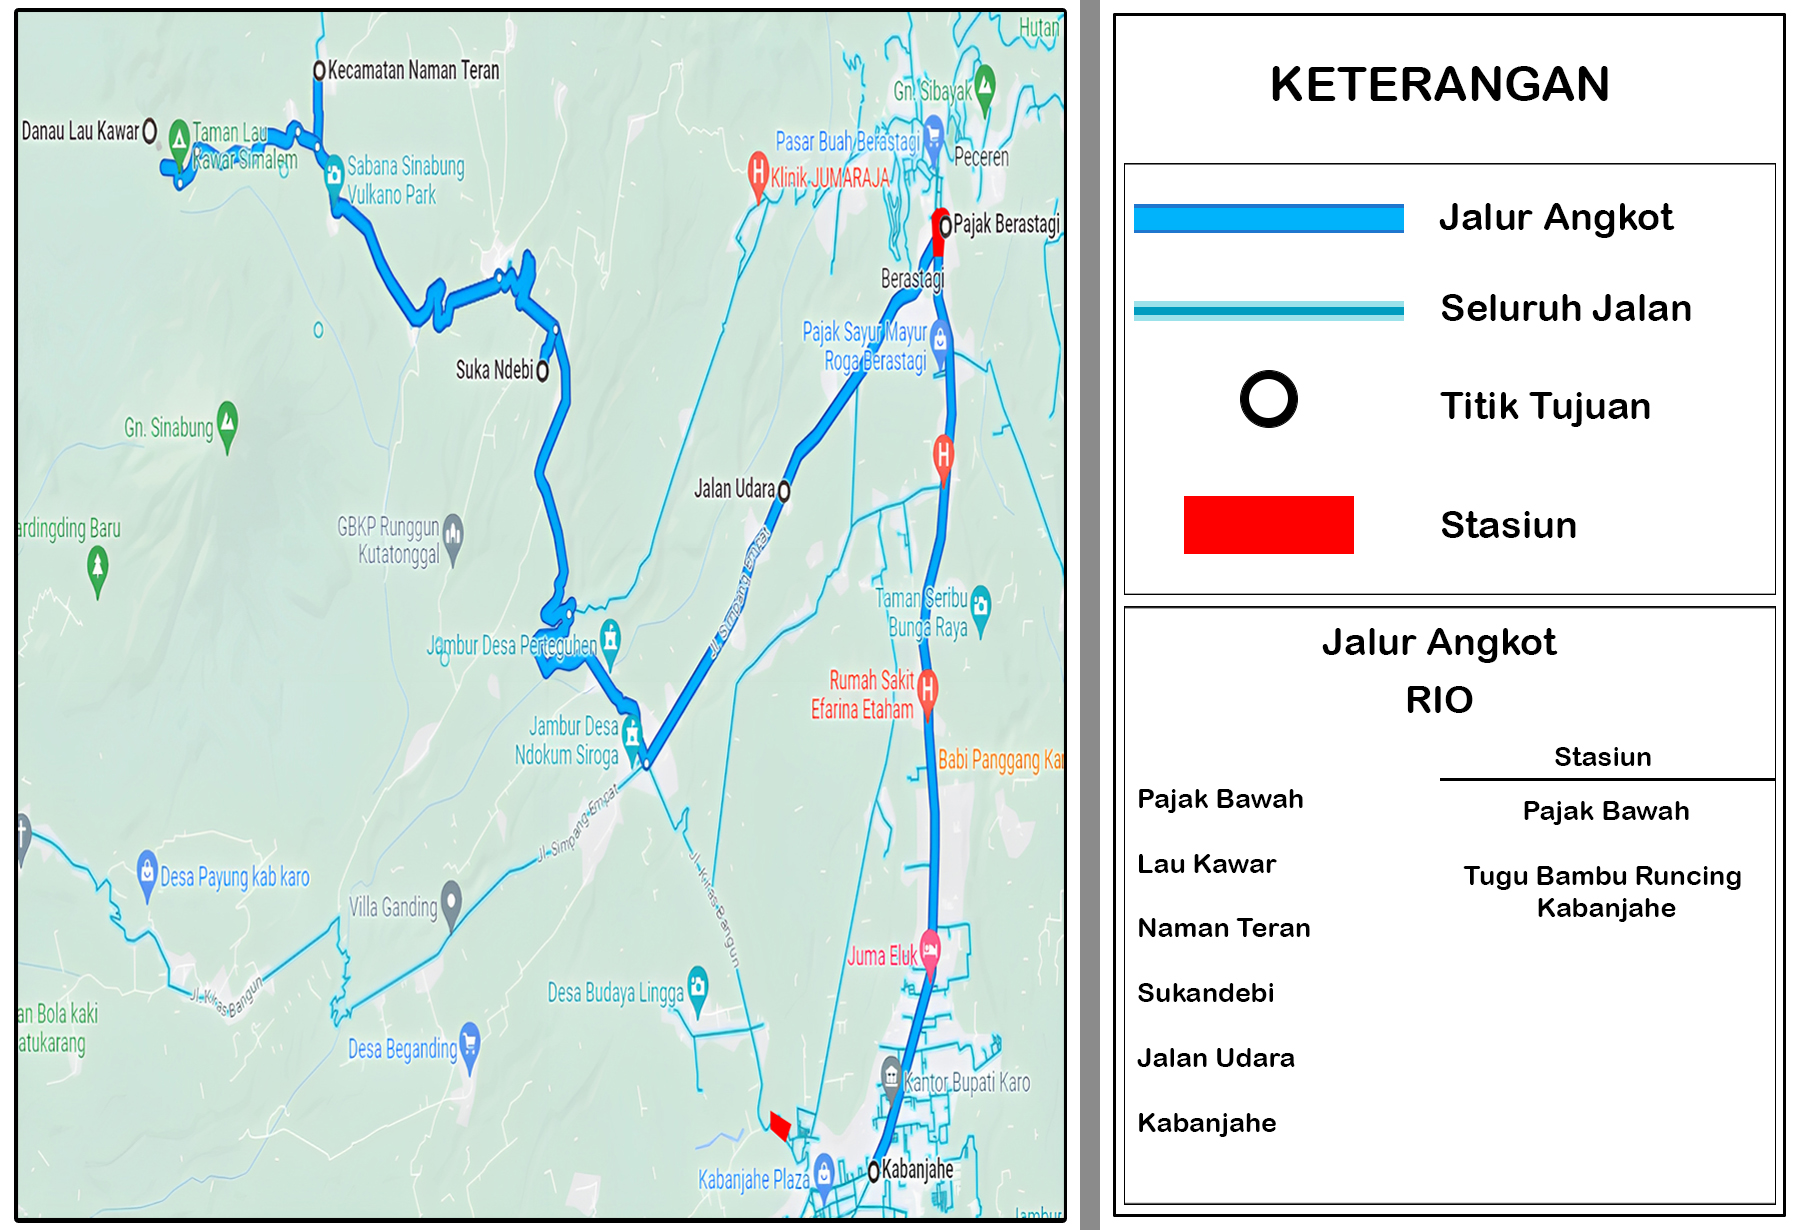 Hutan
Kecamatan Naman Teran
Gn. Sibayak
Danau Lau Kawar
Taman Lau
Kawar Simalem
Pasar Buah Berastagi
Peceren
Sabana Sinabung
Vulkano Park
Klinik JUMARAJA
Pajak Berastagi
Berastagi
Pajak Sayur Mayur
Roga Berastagi
Suka Ndebi
Gn. Sinabung
Jalan Udara
ardingding Baru
GBKP Runggun
Kutatonggal
Jl. Simpang Empat
Taman Seribu
Bunga Raya
Jambur Desa Perteguhen
Rumah Sakit
Efarina Etaham
Jambur Desa
Ndokum Siroga
Babi Panggang Kar
Jl. Simpang Empat
Desa Payung kab karo
Jl. Kiras Bangun
Villa Ganding
Juma Eluk
Jl. Kiras Bangun
Desa Budaya Lingga
an Bola kaki
atukarang
Desa Beganding
Kantor Bupati Karo
Kabanjahe Plaza
Kabanjahe
Jambur
KETERANGAN
Jalur Angkot
Seluruh Jalan
Titik Tujuan
Stasiun
Jalur Angkot
RIO
Stasiun
Pajak Bawah
Pajak Bawah
Lau Kawar
Tugu Bambu Runcing
Kabanjahe
Naman Teran
Sukandebi
Jalan Udara
Kabanjahe